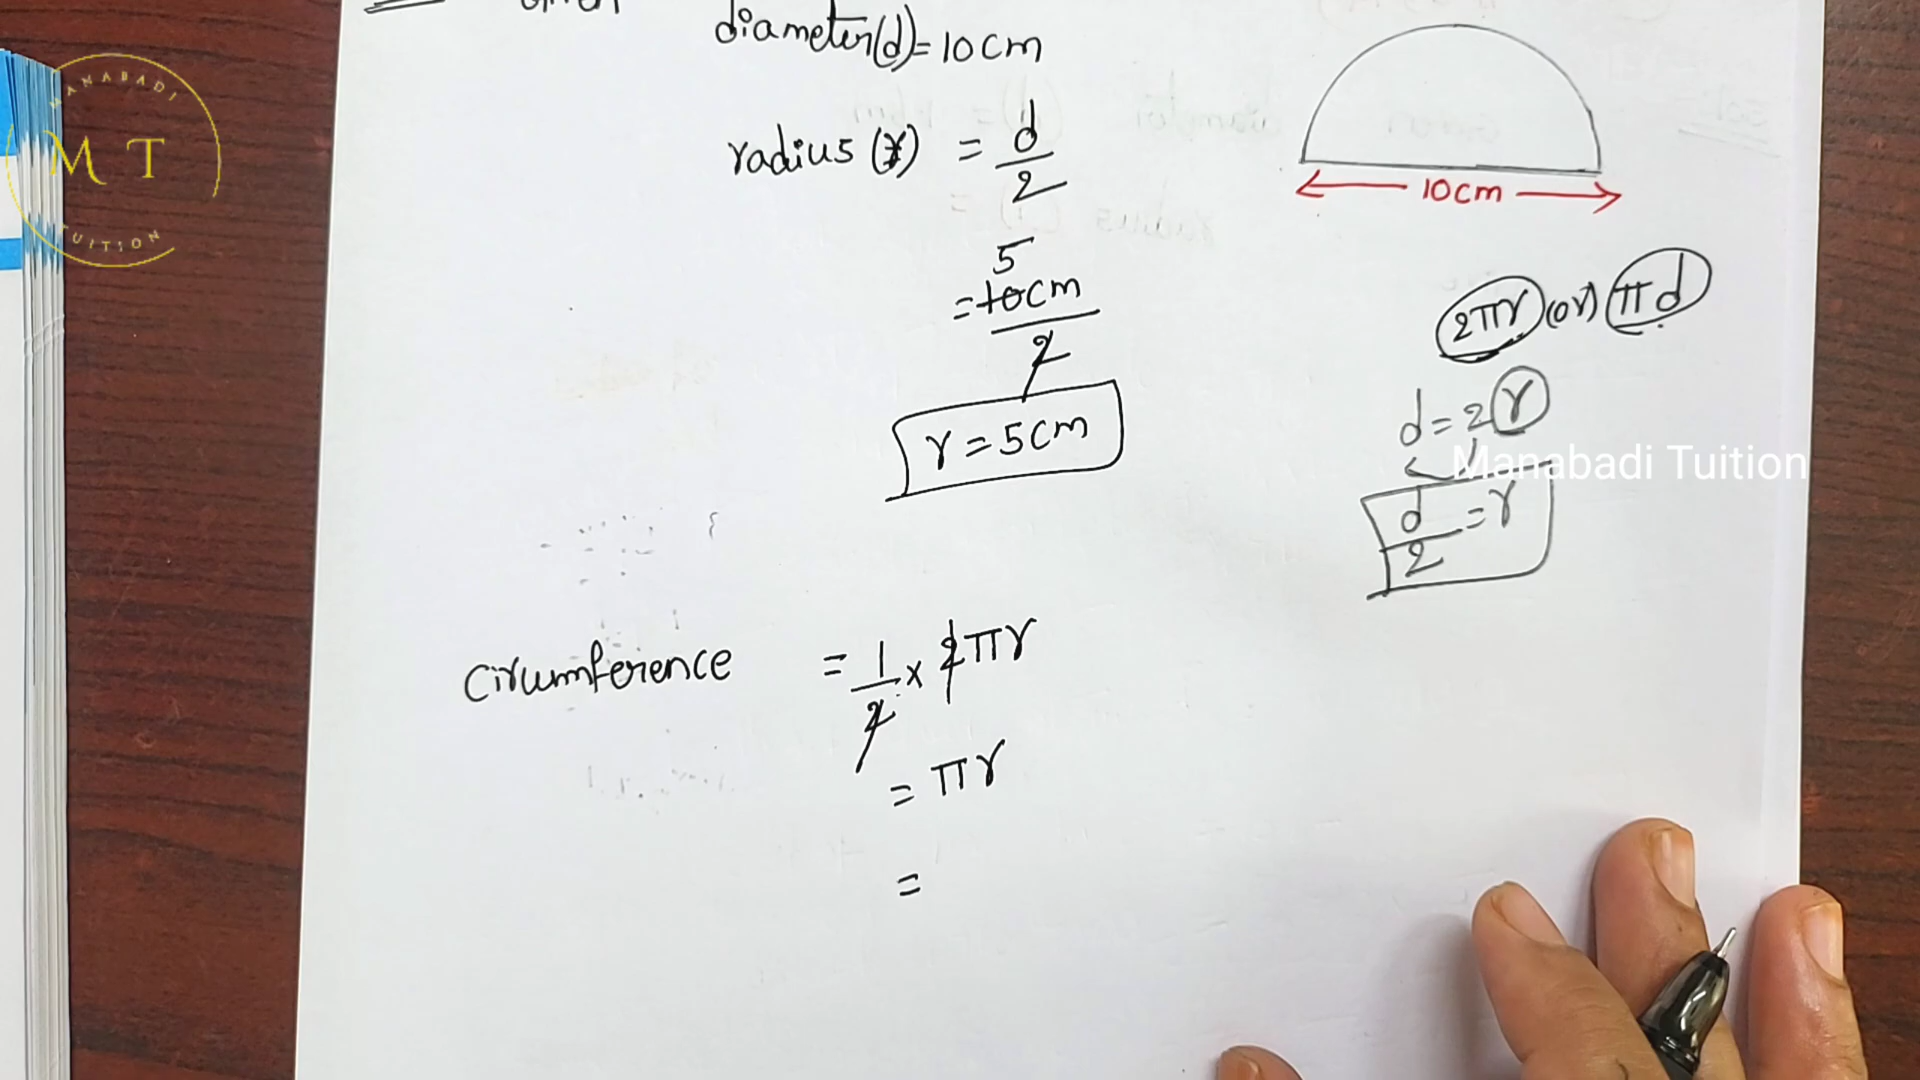 MANABADI
M T
TUITION
diameter(d)=10cm
radius (r) = d/2
5
=10cm/2
r=5cm
10cm
2πr (or) πd
d=2r
Manabadi Tuition
d/2=r
Circumference = 1/2 × 2πr
= πr
=